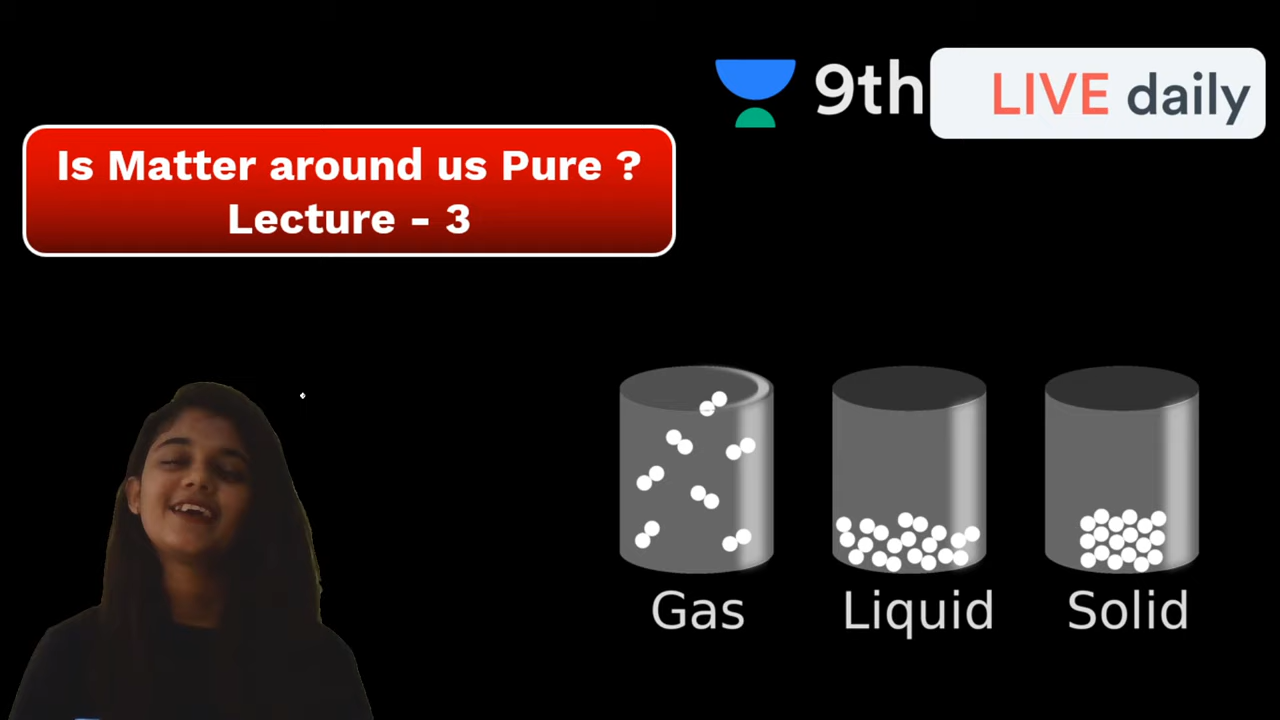 9th LIVE daily
Is Matter around us Pure ?
Lecture - 3
Gas Liquid Solid